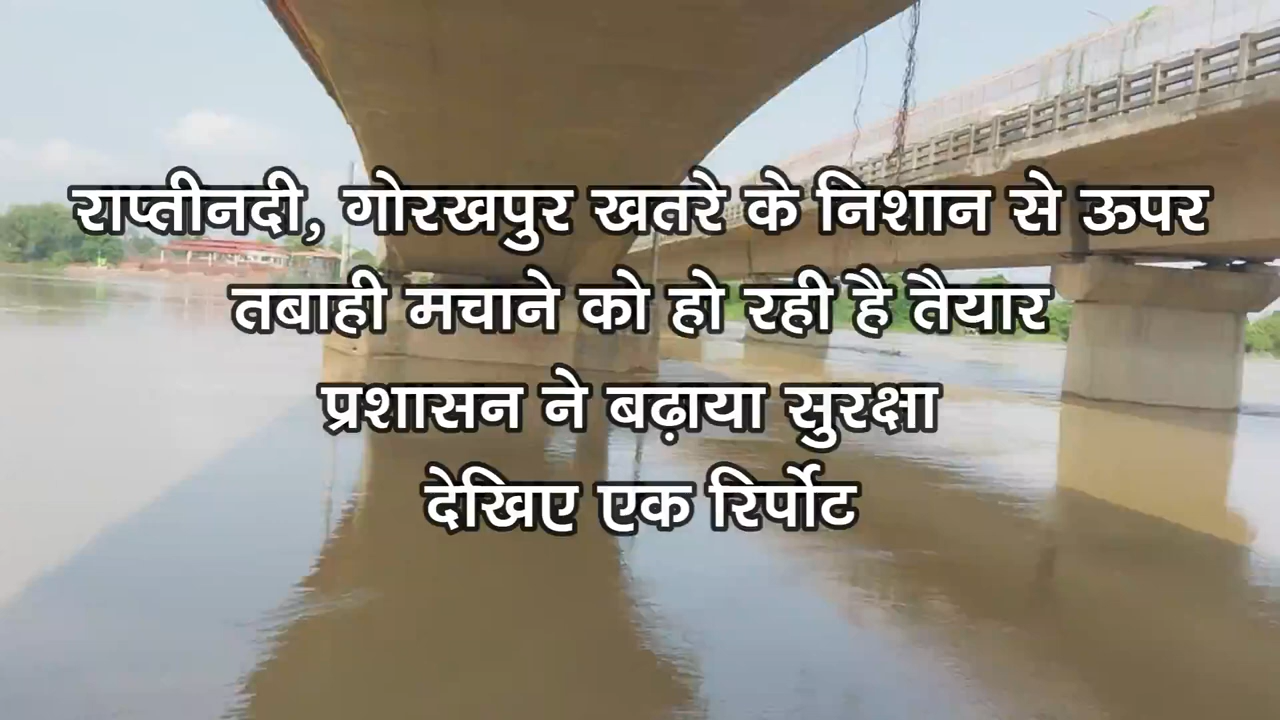 राप्तीनदी, गोरखपुर खतरे के निशान से ऊपर
तबाही मचाने को हो रही है तैयार
प्रशासन ने बढ़ाया सुरक्षा
देखिए एक रिर्पोट